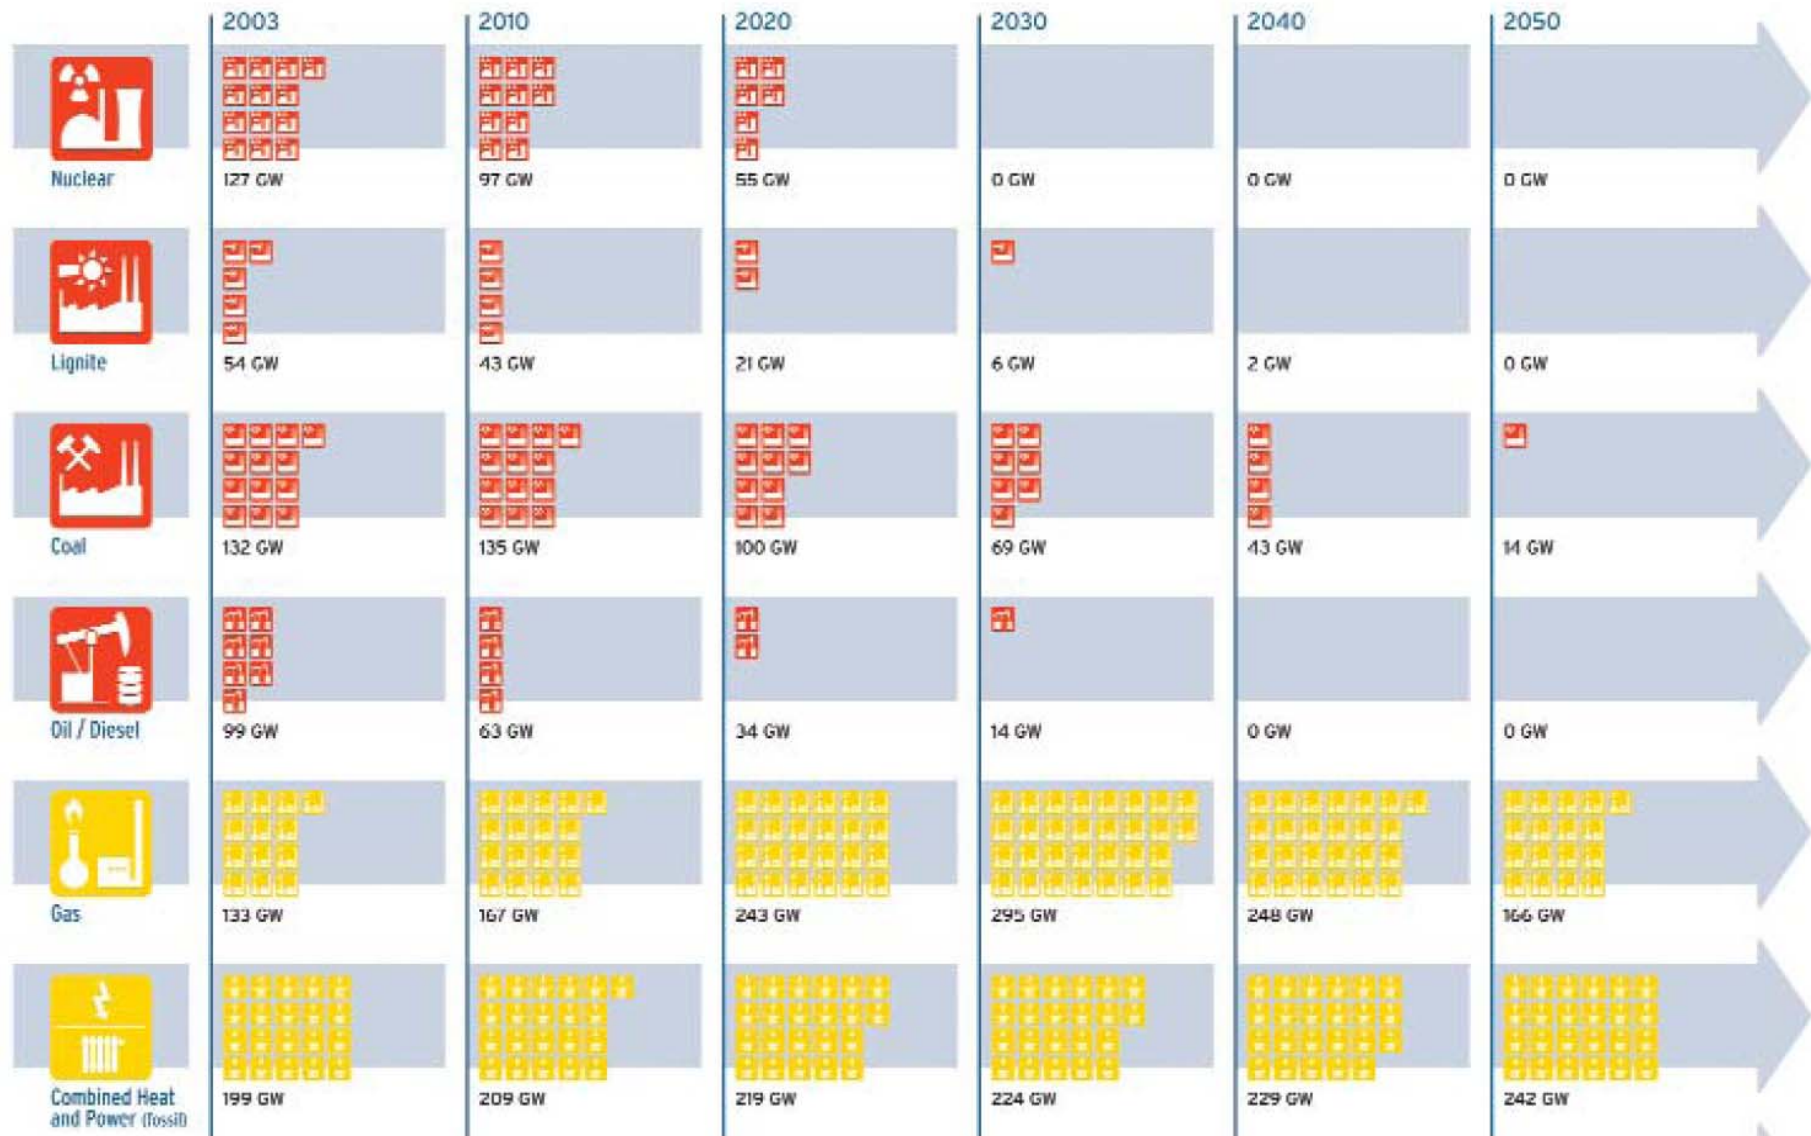 2003 2010 2020 2030 2040 2050
Nuclear
127 GW 97 GW 55 GW 0 GW 0 GW 0 GW
Lignite
54 GW 43 GW 21 GW 6 GW 2 GW 0 GW
Coal
132 GW 135 GW 100 GW 69 GW 43 GW 14 GW
Oil / Diesel
99 GW 63 GW 34 GW 14 GW 0 GW 0 GW
Gas
133 GW 167 GW 243 GW 295 GW 248 GW 166 GW
Combined Heat
and Power (fossil)
199 GW 209 GW 219 GW 224 GW 229 GW 242 GW